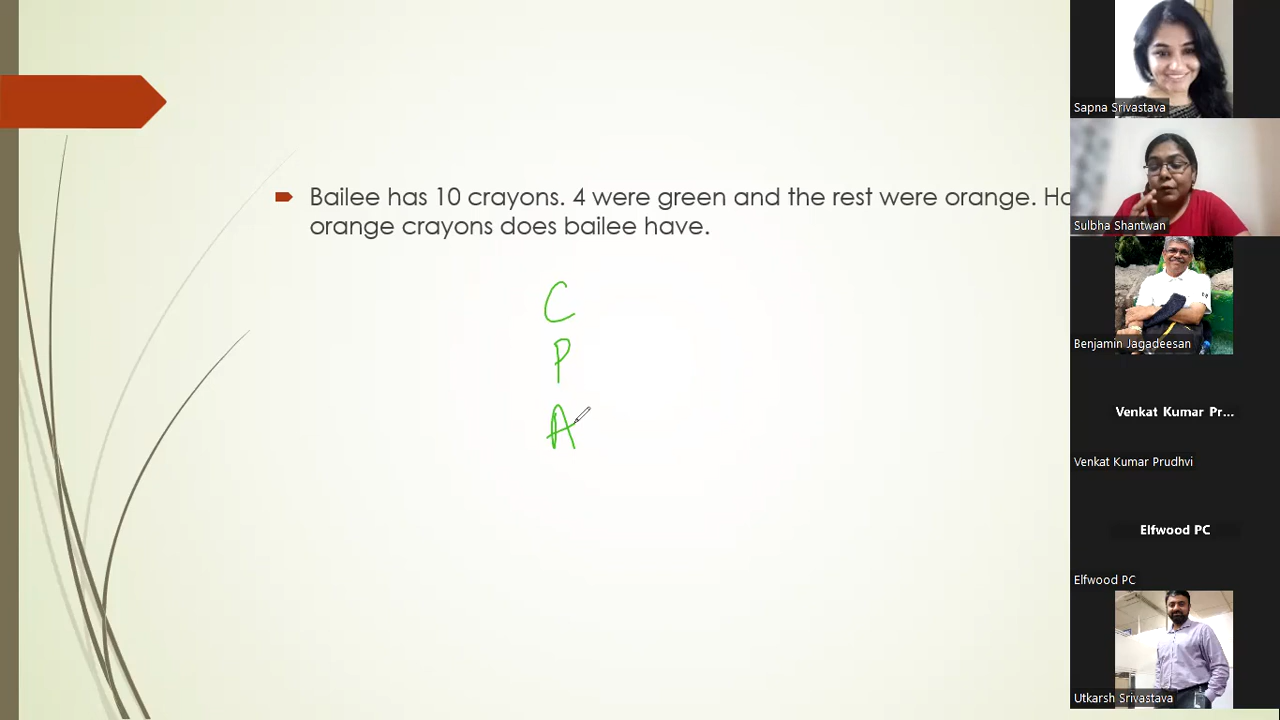 Bailee has 10 crayons. 4 were green and the rest were orange.
orange crayons does bailee have.
C
P
A
Sapna Srivastava
Sulbha Shantwan
Benjamin Jagadeesan
Venkat Kumar Pr...
Venkat Kumar Prudhvi
Elfwood PC
Elfwood PC
Utkarsh Srivastava